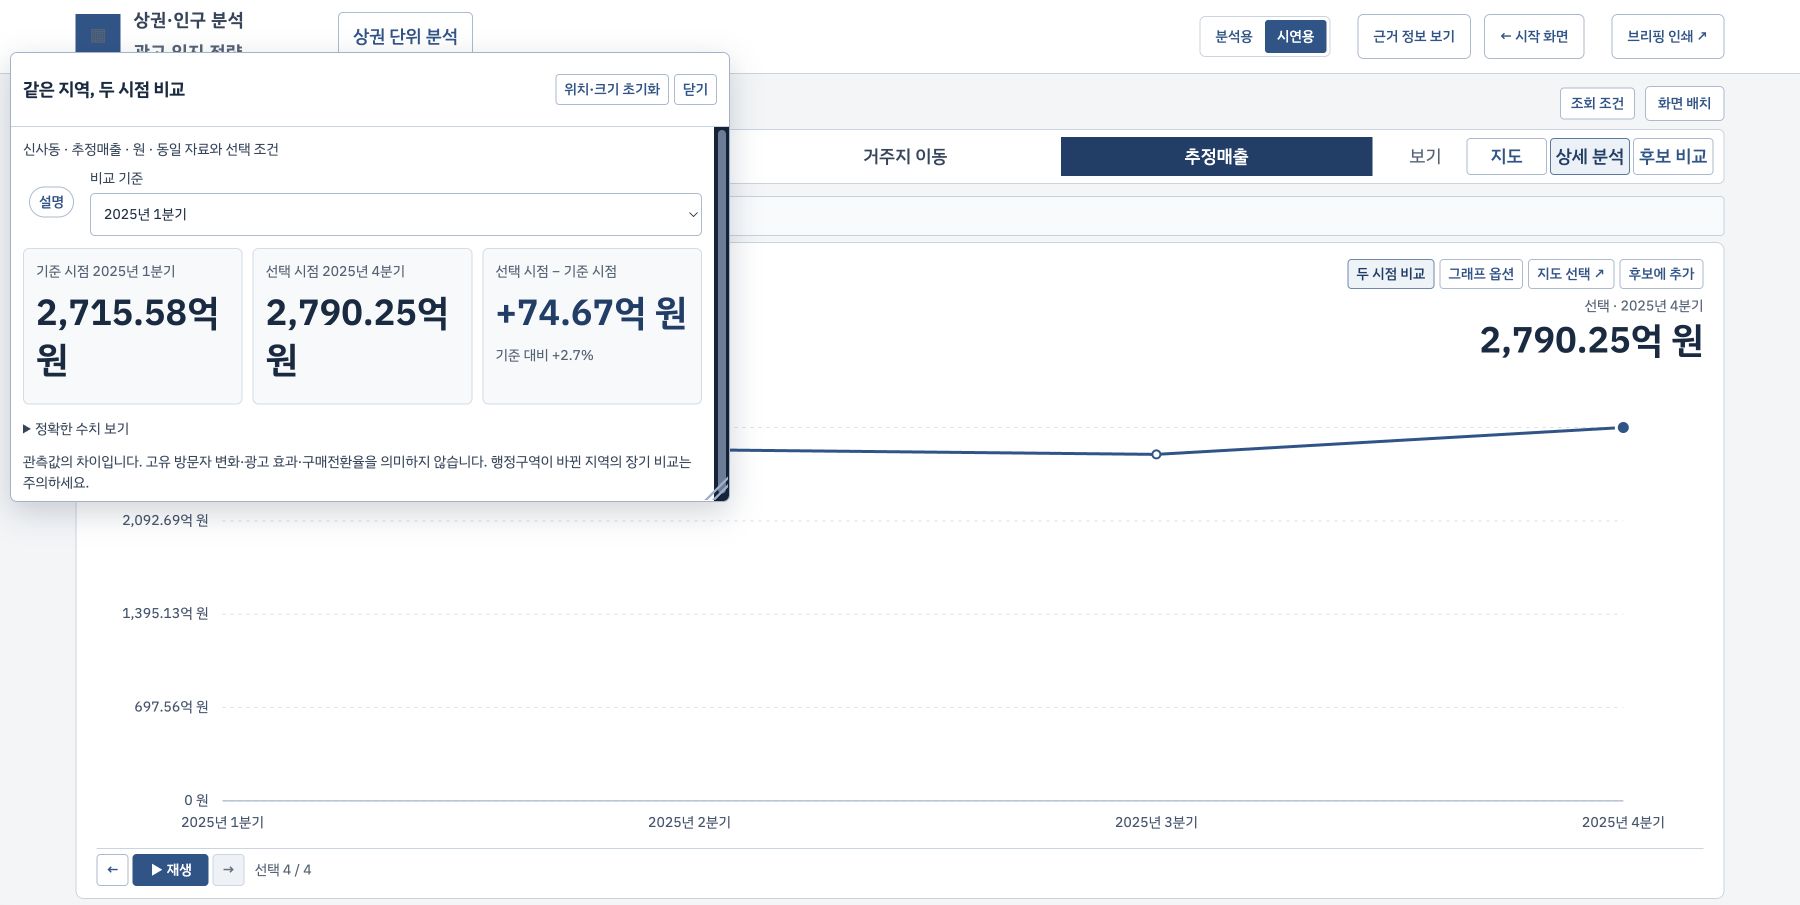 상권·인구 분석
광고 입지 전략
상권 단위 분석
분석용
시연용
근거 정보 보기
← 시작 화면
브리핑 인쇄 ↗
같은 지역, 두 시점 비교
위치·크기 초기화
닫기
조회 조건
화면 배치
신사동 · 추정매출 · 원 · 동일 자료와 선택 조건
설명
비교 기준
2025년 1분기
거주지 이동
추정매출
보기
지도
상세 분석
후보 비교
기준 시점 2025년 1분기
2,715.58억
원
선택 시점 2025년 4분기
2,790.25억
원
선택 시점 − 기준 시점
+74.67억 원
기준 대비 +2.7%
▶ 정확한 수치 보기
관측값의 차이입니다. 고유 방문자 변화·광고 효과·구매전환율을 의미하지 않습니다. 행정구역이 바뀐 지역의 장기 비교는
주의하세요.
두 시점 비교
그래프 옵션
지도 선택 ↗
후보에 추가
선택 · 2025년 4분기
2,790.25억 원
2,092.69억 원
1,395.13억 원
697.56억 원
0 원
2025년 1분기
2025년 2분기
2025년 3분기
2025년 4분기
←
▶ 재생
→
선택 4 / 4